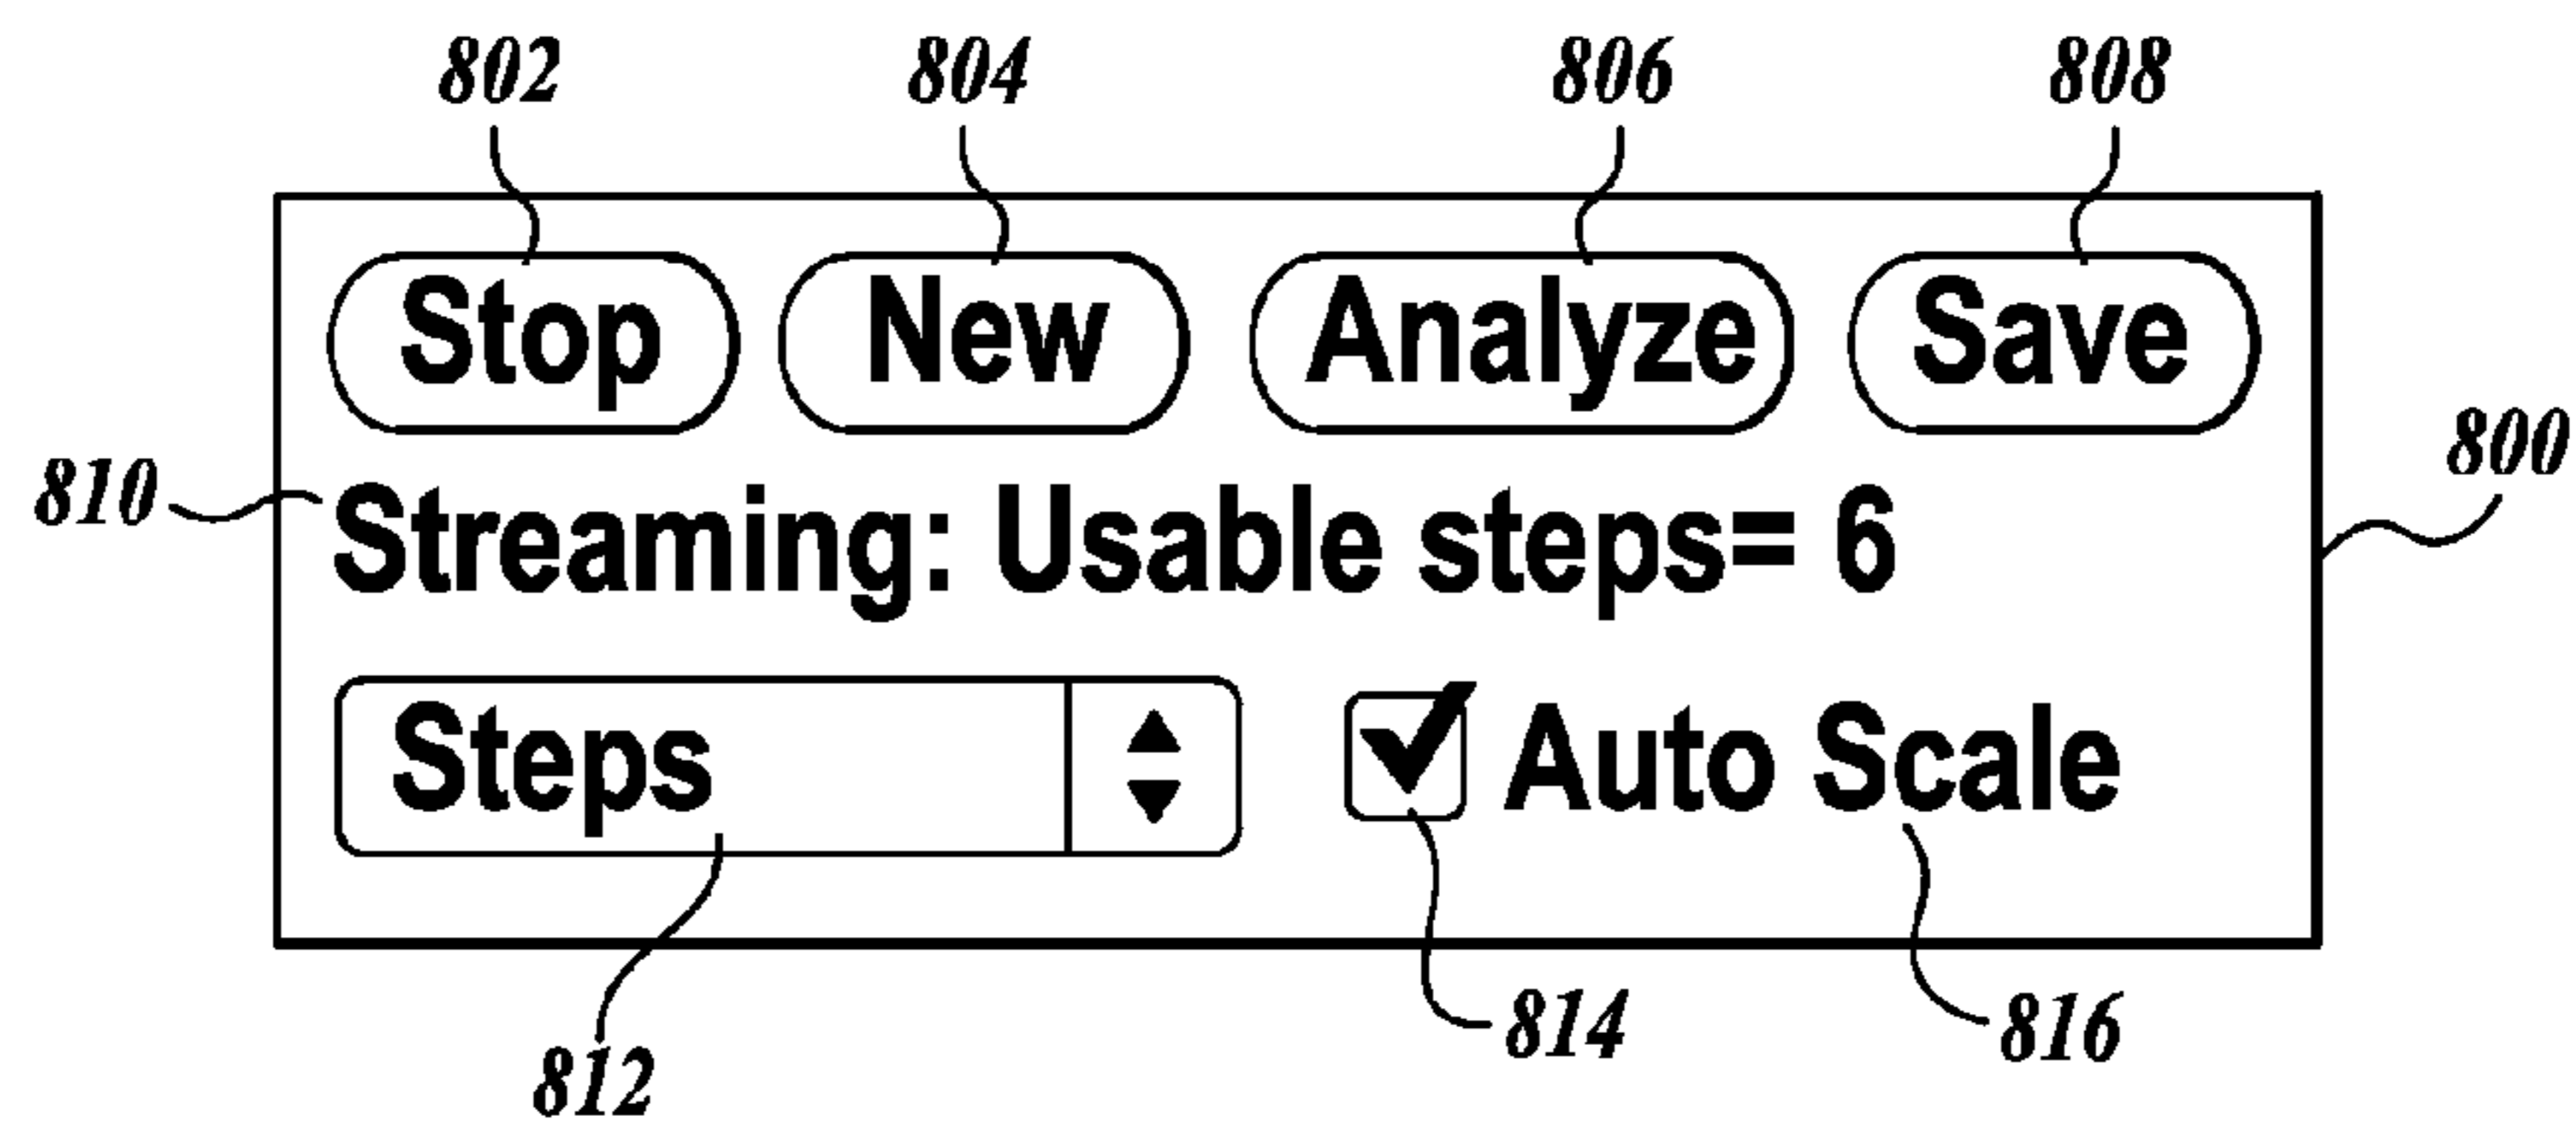 802 804 806 808
Stop New Analyze Save
800
810 Streaming: Usable steps= 6
Steps Auto Scale
812 814 816